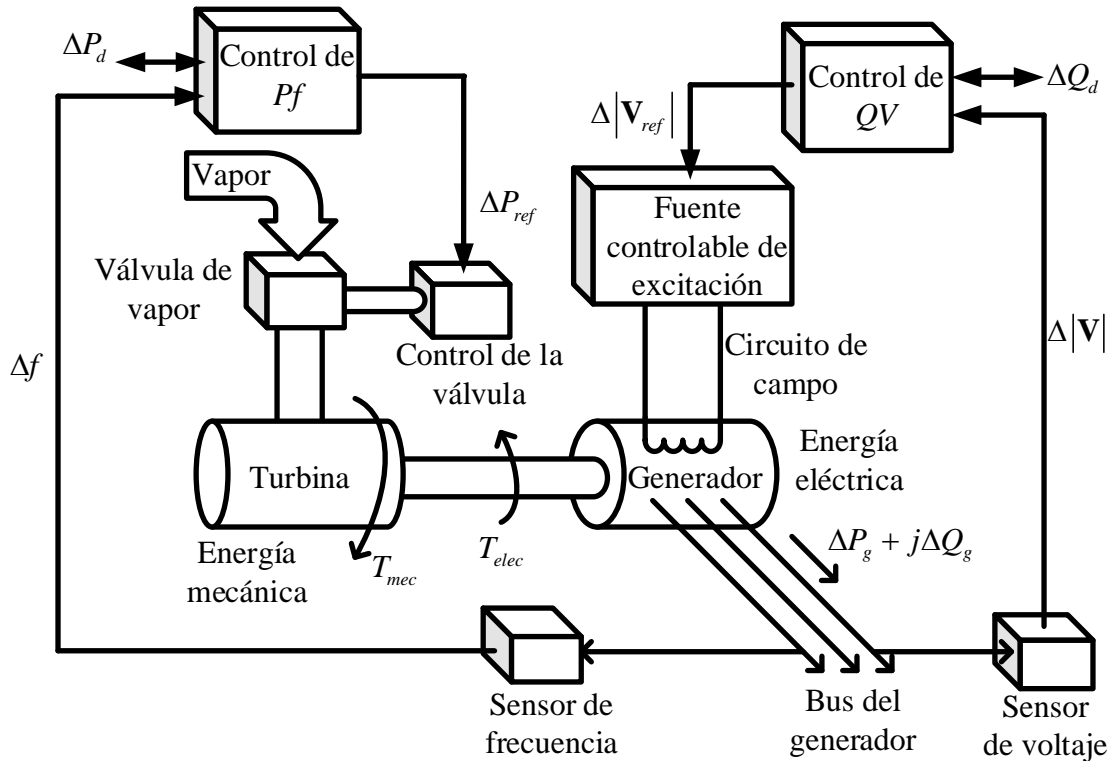 ΔP_d
Control de
Pf
Control de
QV
ΔQ_d
Δ|V_ref|
Vapor
ΔP_ref
Fuente
controlable de
excitación
Válvula de
vapor
Δf
Control de la
válvula
Circuito de
campo
Δ|V|
Turbina
Generador
Energía
eléctrica
Energía
mecánica
T_mec
T_elec
ΔP_g + jΔQ_g
Sensor de
frecuencia
Bus del
generador
Sensor
de voltaje